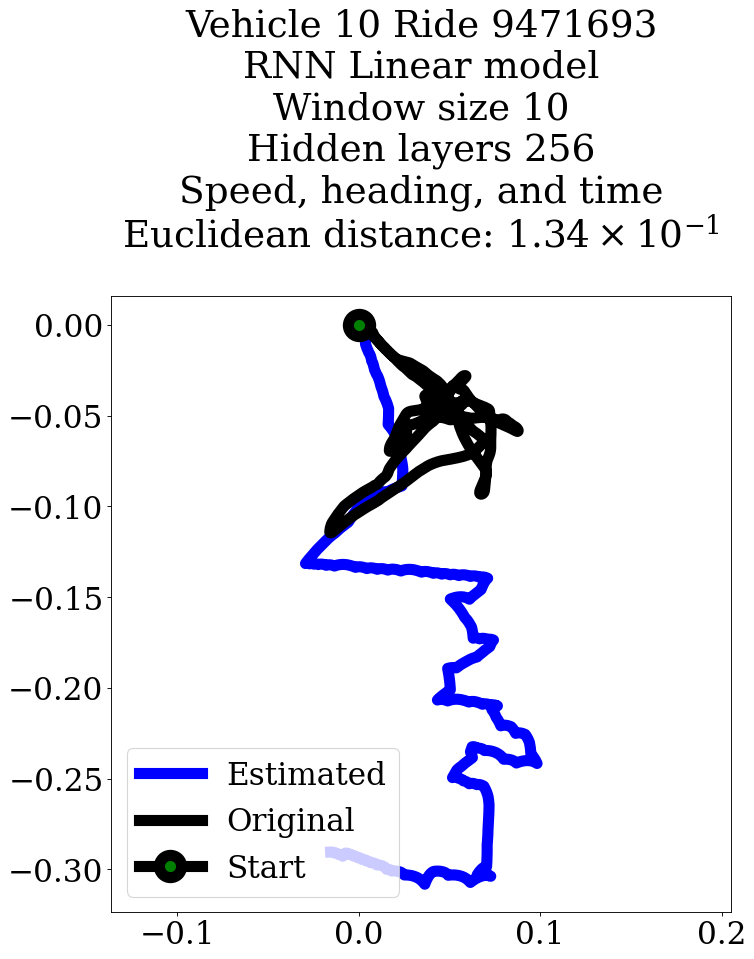 Vehicle 10 Ride 9471693
RNN Linear model
Window size 10
Hidden layers 256
Speed, heading, and time
Euclidean distance: 1.34 × 10⁻¹
0.00
−0.05
−0.10
−0.15
−0.20
−0.25
−0.30
Estimated
Original
Start
−0.1 0.0 0.1 0.2